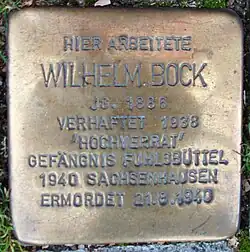 HIER ARBEITETE
WILHELM BOCK
JG. 1886
VERHAFTET 1938
'HOCHVERRAT'
GEFÄNGNIS FUHLSBÜTTEL
1940 SACHSENHAUSEN
ERMORDET 21.8.1940